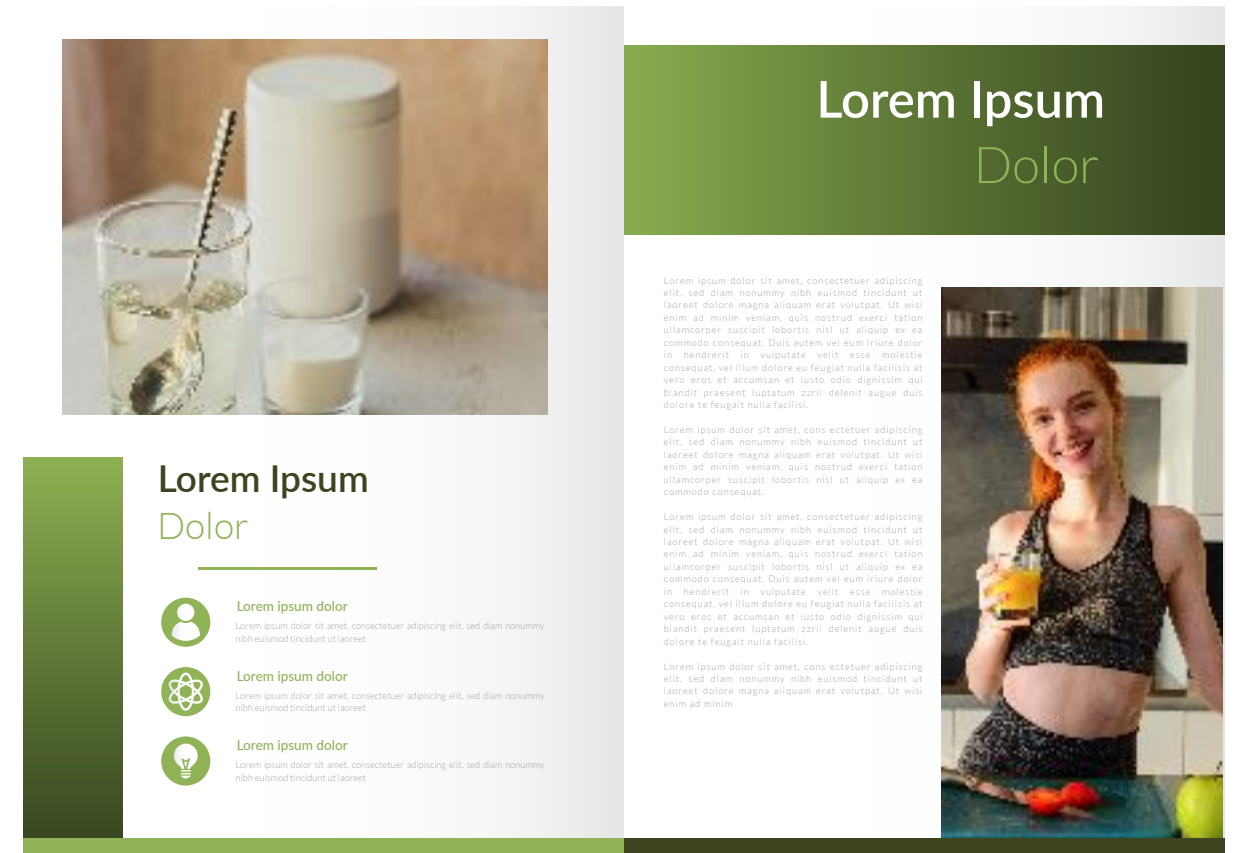 Lorem Ipsum
Dolor
Lorem ipsum dolor
Lorem ipsum dolor sit amet, consectetuer adipiscing elit, sed diam nonummy
nibh euismod tincidunt ut laoreet
Lorem ipsum dolor
Lorem ipsum dolor sit amet, consectetuer adipiscing elit, sed diam nonummy
nibh euismod tincidunt ut laoreet
Lorem ipsum dolor
Lorem ipsum dolor sit amet, consectetuer adipiscing elit, sed diam nonummy
nibh euismod tincidunt ut laoreet
Lorem Ipsum
Dolor
Lorem ipsum dolor sit amet, consectetuer adipiscing
elit, sed diam nonummy nibh euismod tincidunt ut
laoreet dolore magna aliquam erat volutpat. Ut wisi
enim ad minim veniam, quis nostrud exerci tation
ullamcorper suscipit lobortis nisl ut aliquip ex ea
commodo consequat. Duis autem vel eum iriure dolor
in hendrerit in vulputate velit esse molestie
consequat, vel illum dolore eu feugiat nulla facilisis at
vero eros et accumsan et iusto odio dignissim qui
blandit praesent luptatum zzril delenit augue duis
dolore te feugait nulla facilisi.
Lorem ipsum dolor sit amet, cons ectetuer adipiscing
elit, sed diam nonummy nibh euismod tincidunt ut
laoreet dolore magna aliquam erat volutpat. Ut wisi
enim ad minim veniam, quis nostrud exerci tation
ullamcorper suscipit lobortis nisl ut aliquip ex ea
commodo consequat.
Lorem ipsum dolor sit amet, consectetuer adipiscing
elit, sed diam nonummy nibh euismod tincidunt ut
laoreet dolore magna aliquam erat volutpat. Ut wisi
enim ad minim veniam, quis nostrud exerci tation
ullamcorper suscipit lobortis nisl ut aliquip ex ea
commodo consequat. Duis autem vel eum iriure dolor
in hendrerit in vulputate velit esse molestie
consequat, vel illum dolore eu feugiat nulla facilisis at
vero eros et accumsan et iusto odio dignissim qui
blandit praesent luptatum zzril delenit augue duis
dolore te feugait nulla facilisi.
Lorem ipsum dolor sit amet, cons ectetuer adipiscing
elit, sed diam nonummy nibh euismod tincidunt ut
laoreet dolore magna aliquam erat volutpat. Ut wisi
enim ad minim